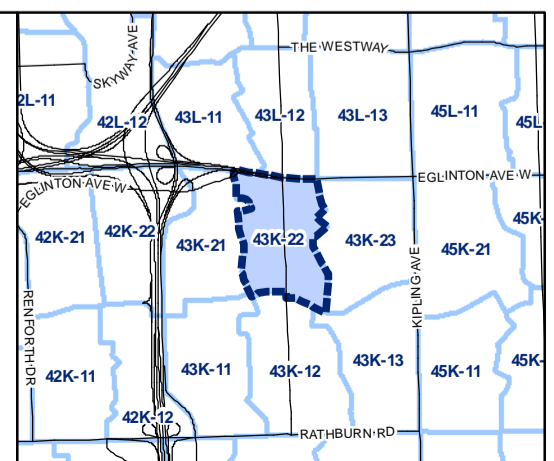 SKYWAY AVE
THE WESTWAY
2L-11
42L-12
43L-11
43L-12
43L-13
45L-11
45L
EGLINTON AVE W
EGLINTON AVE W
42K-21
42K-22
43K-21
43K-22
43K-23
45K-21
45K-
RENFORTH DR
KIPLING AVE
42K-11
43K-11
43K-12
43K-13
45K-11
45K-
42K-12
RATHBURN RD